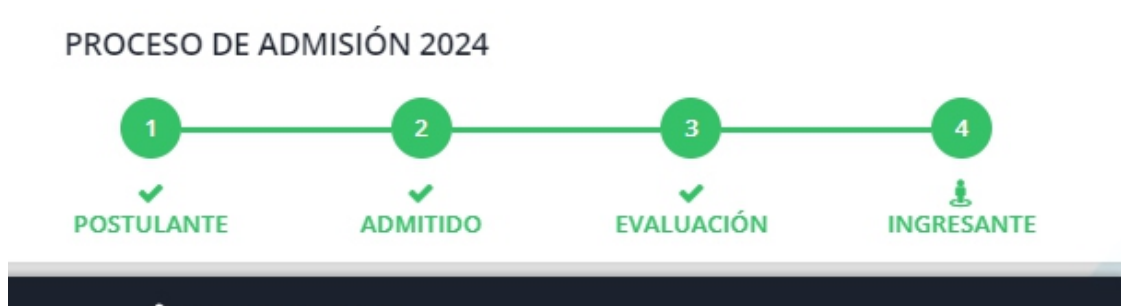 PROCESO DE ADMISIÓN 2024
1 2 3 4
POSTULANTE ADMITIDO EVALUACIÓN INGRESANTE